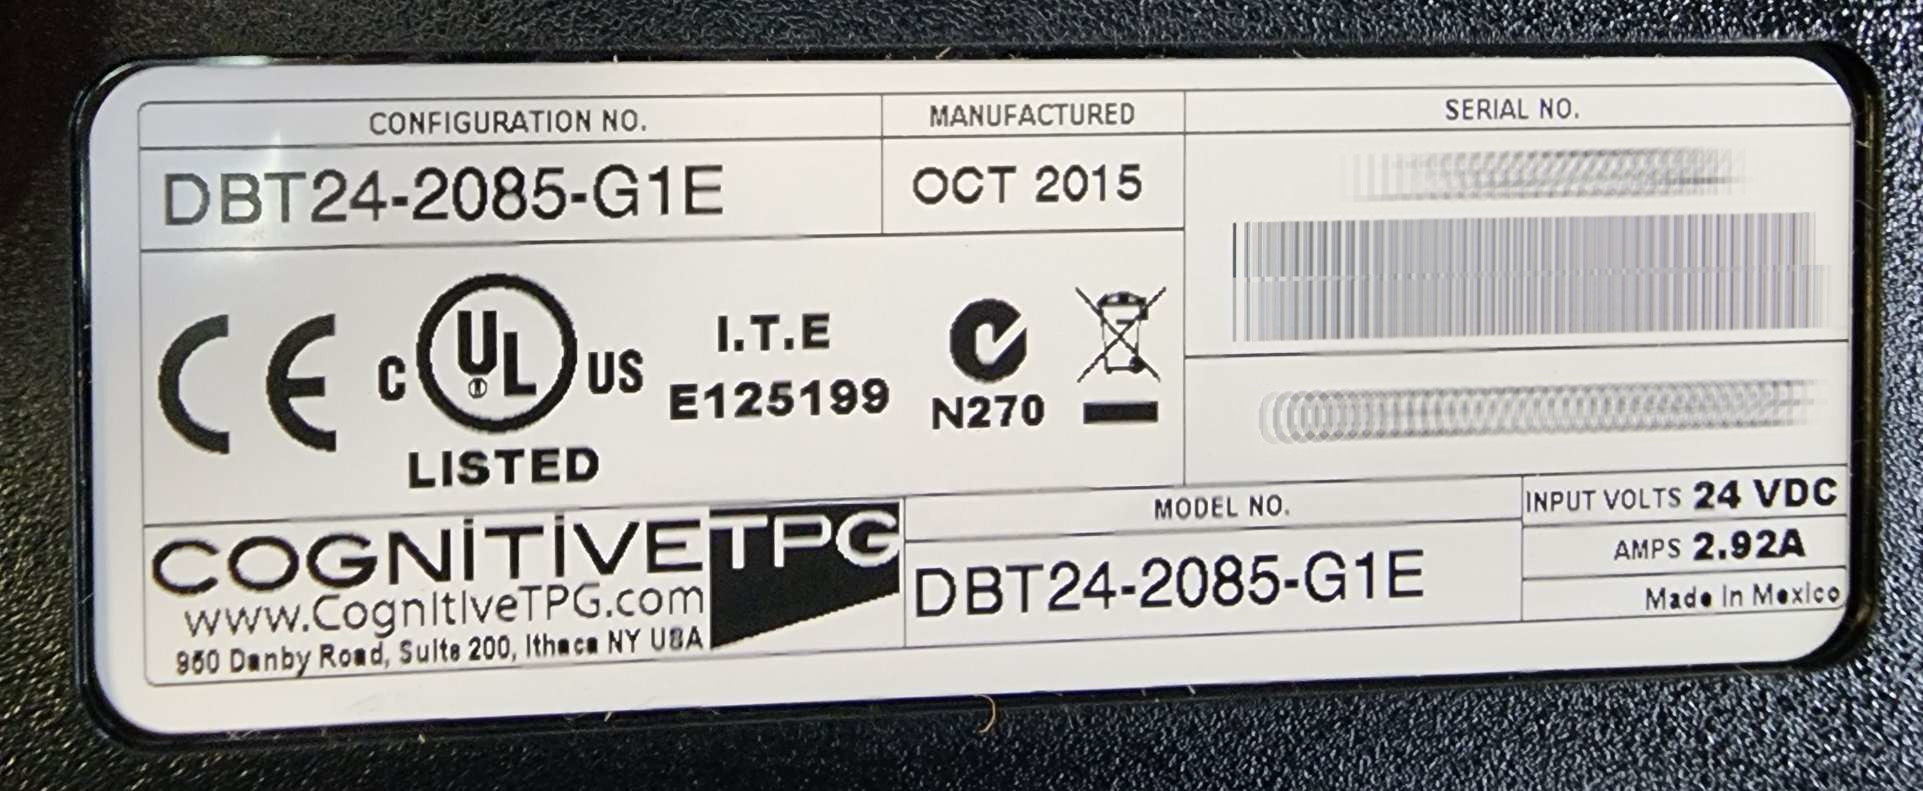 CONFIGURATION NO.
MANUFACTURED
SERIAL NO.
DBT24-2085-G1E
OCT 2015
CE
C UL US
LISTED
I.T.E
E125199
N270
COGNITIVETPG
www.CognitiveTPG.com
950 Danby Road, Suite 200, Ithaca NY USA
MODEL NO.
DBT24-2085-G1E
INPUT VOLTS 24 VDC
AMPS 2.92A
Made in Mexico